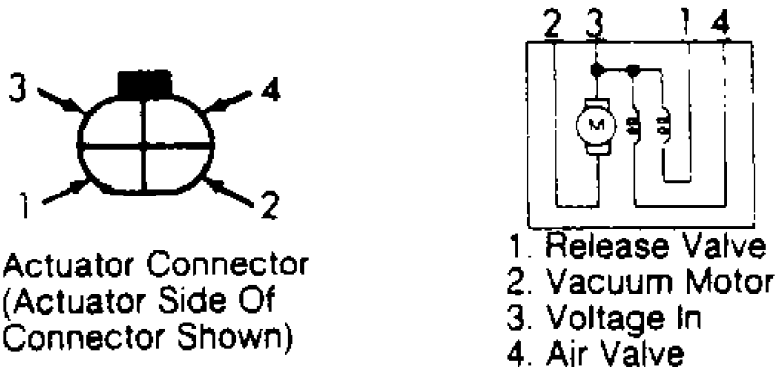 2 3 1 4
3 4
M
1 2
Actuator Connector
(Actuator Side Of
Connector Shown)
1. Release Valve
2. Vacuum Motor
3. Voltage In
4. Air Valve